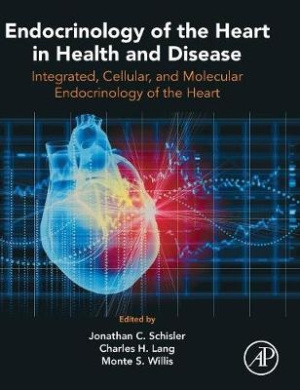 Endocrinology of the Heart
in Health and Disease
Integrated, Cellular, and Molecular
Endocrinology of the Heart
Edited by
Jonathan C. Schisler
Charles H. Lang
Monte S. Willis
AP